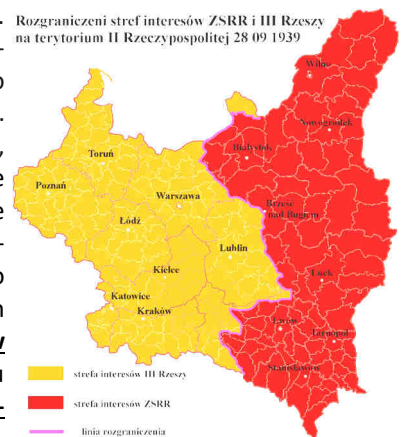 Rozgraniczeni stref interesów ZSRR i III Rzeszy
na terytorium II Rzeczypospolitej 28 09 1939
Wilno
Nowogródek
Białystok
Toruń
Poznań
Warszawa
Brześć
nad Bugiem
Łódź
Lublin
Kielce
Łuck
Katowice
Kraków
Lwów
Tarnopol
Stanisławów
strefa interesów III Rzeszy
strefa interesów ZSRR
linia rozgraniczenia